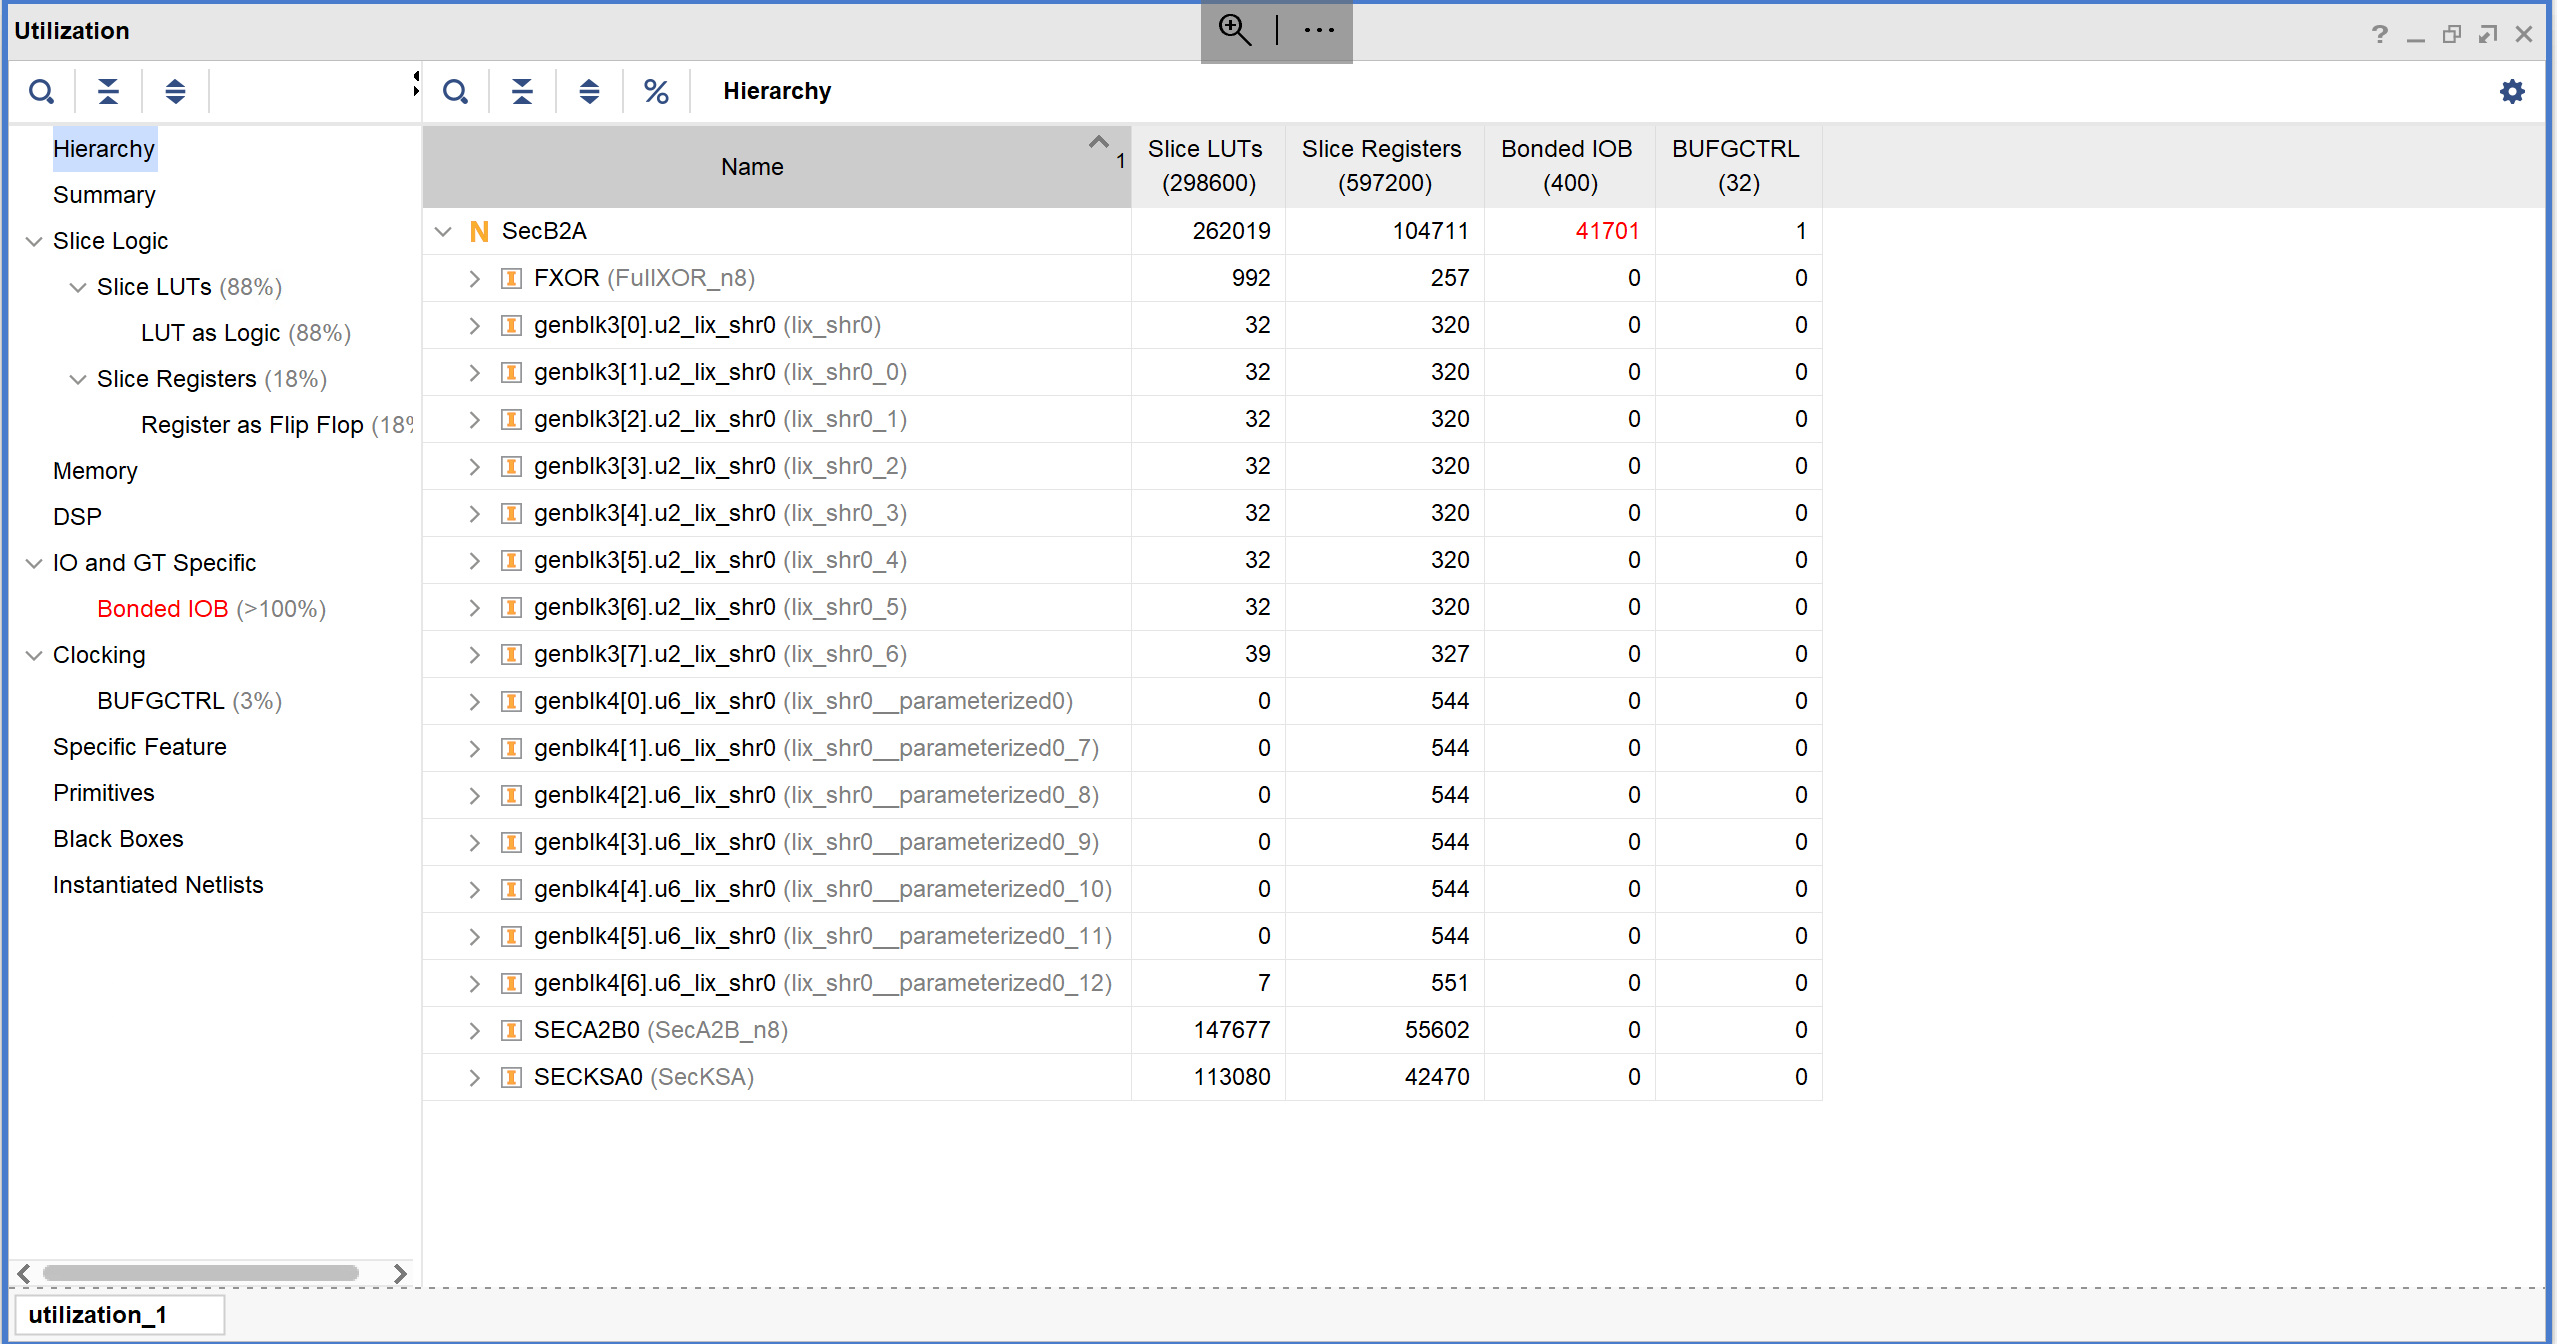 Utilization
Hierarchy
Summary
Slice Logic
Slice LUTs (88%)
LUT as Logic (88%)
Slice Registers (18%)
Register as Flip Flop (18%
Memory
DSP
IO and GT Specific
Bonded IOB (>100%)
Clocking
BUFGCTRL (3%)
Specific Feature
Primitives
Black Boxes
Instantiated Netlists
% Hierarchy
Name 1 Slice LUTs (298600) Slice Registers (597200) Bonded IOB (400) BUFGCTRL (32)
N SecB2A 262019 104711 41701 1
I FXOR (FullXOR_n8) 992 257 0 0
I genblk3[0].u2_lix_shr0 (lix_shr0) 32 320 0 0
I genblk3[1].u2_lix_shr0 (lix_shr0_0) 32 320 0 0
I genblk3[2].u2_lix_shr0 (lix_shr0_1) 32 320 0 0
I genblk3[3].u2_lix_shr0 (lix_shr0_2) 32 320 0 0
I genblk3[4].u2_lix_shr0 (lix_shr0_3) 32 320 0 0
I genblk3[5].u2_lix_shr0 (lix_shr0_4) 32 320 0 0
I genblk3[6].u2_lix_shr0 (lix_shr0_5) 32 320 0 0
I genblk3[7].u2_lix_shr0 (lix_shr0_6) 39 327 0 0
I genblk4[0].u6_lix_shr0 (lix_shr0__parameterized0) 0 544 0 0
I genblk4[1].u6_lix_shr0 (lix_shr0__parameterized0_7) 0 544 0 0
I genblk4[2].u6_lix_shr0 (lix_shr0__parameterized0_8) 0 544 0 0
I genblk4[3].u6_lix_shr0 (lix_shr0__parameterized0_9) 0 544 0 0
I genblk4[4].u6_lix_shr0 (lix_shr0__parameterized0_10) 0 544 0 0
I genblk4[5].u6_lix_shr0 (lix_shr0__parameterized0_11) 0 544 0 0
I genblk4[6].u6_lix_shr0 (lix_shr0__parameterized0_12) 7 551 0 0
I SECA2B0 (SecA2B_n8) 147677 55602 0 0
I SECKSA0 (SecKSA) 113080 42470 0 0
utilization_1